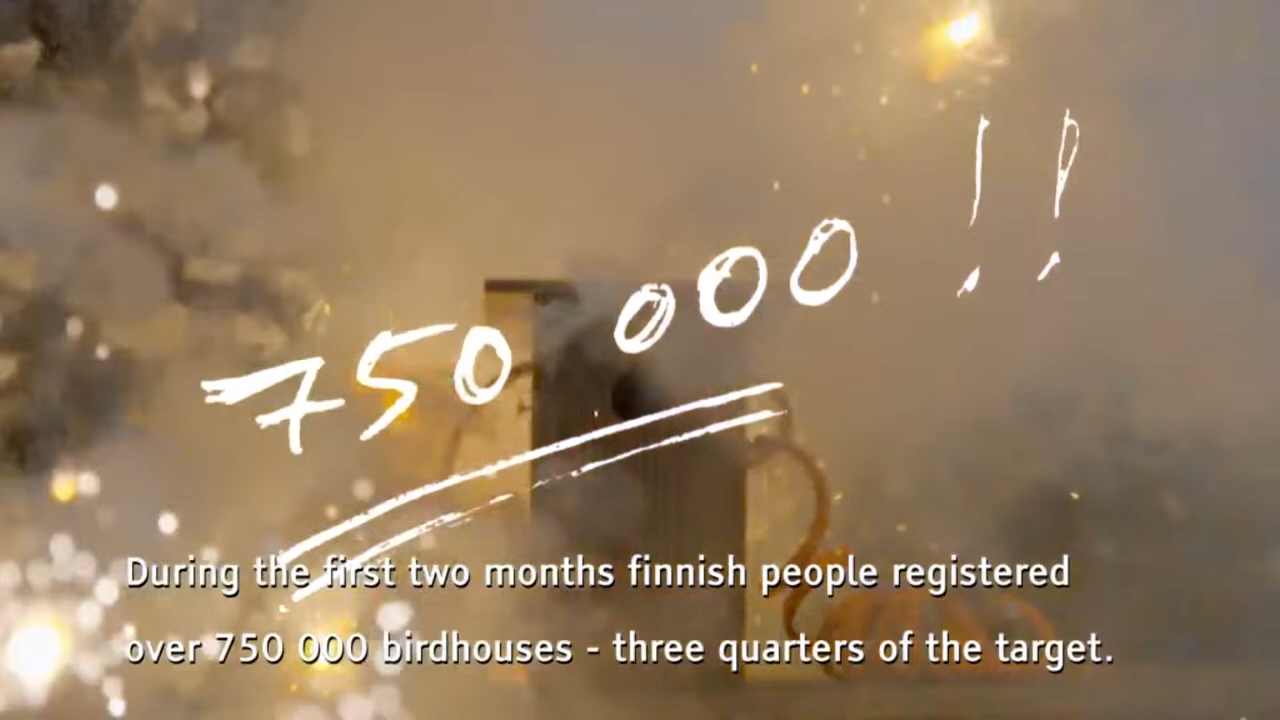 750 000!!
During the first two months finnish people registered
over 750 000 birdhouses - three quarters of the target.